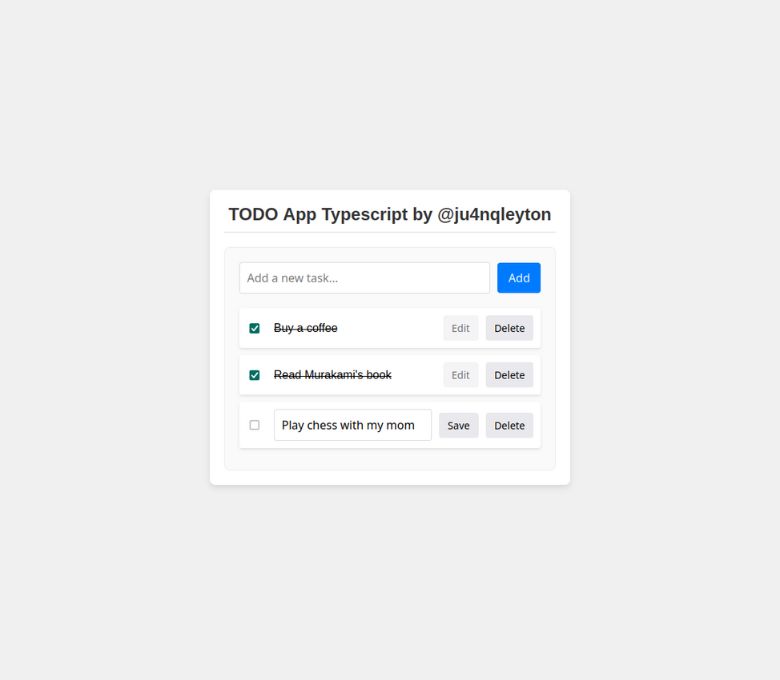 TODO App Typescript by @ju4nqleyton
Add a new task... Add
Buy a coffee Edit Delete
Read Murakami's book Edit Delete
Play chess with my mom Save Delete